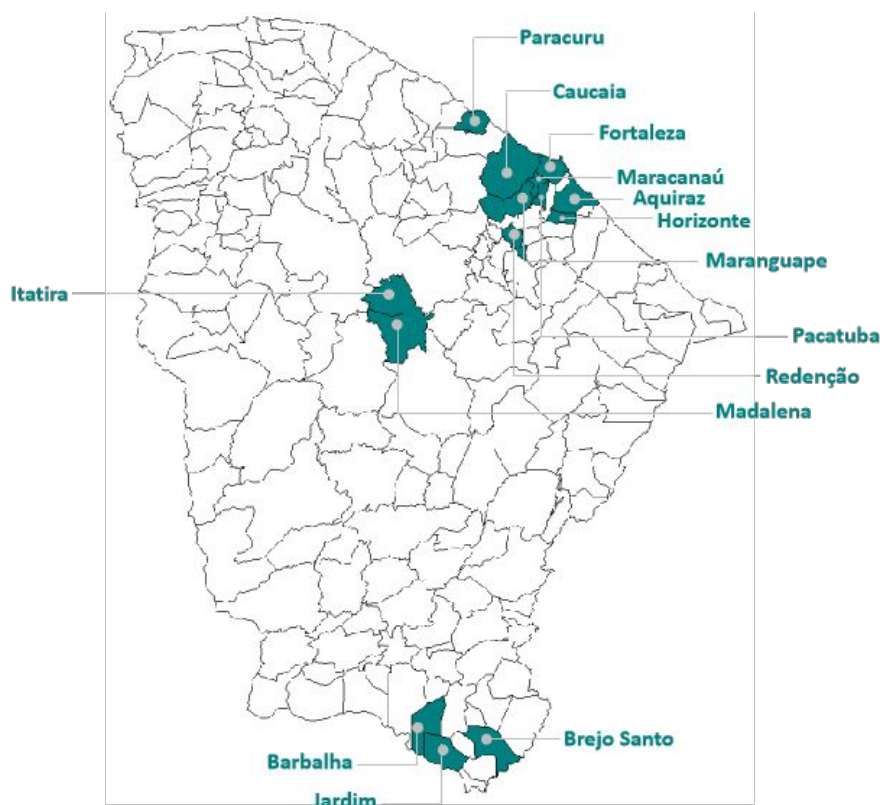 Paracuru
Caucaia
Fortaleza
Maracanaú
Aquiraz
Horizonte
Maranguape
Itatira
Pacatuba
Redenção
Madalena
Brejo Santo
Barbalha
Jardim